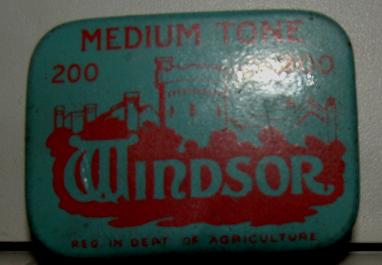 MEDIUM TONE
200 200
WINDSOR
REG. IN DEPT OF AGRICULTURE